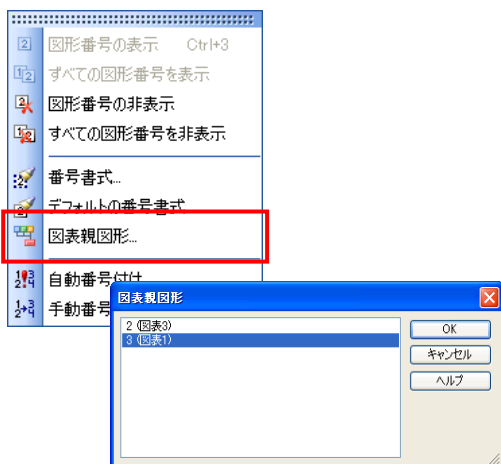 図形番号の表示 Ctrl+3
すべての図形番号を表示
図形番号の非表示
すべての図形番号を非表示
番号書式...
デフォルトの番号書式...
図表親図形...
自動番号付け
手動番号
図表親図形
2 (図表3)
3 (図表1)
OK
キャンセル
ヘルプ